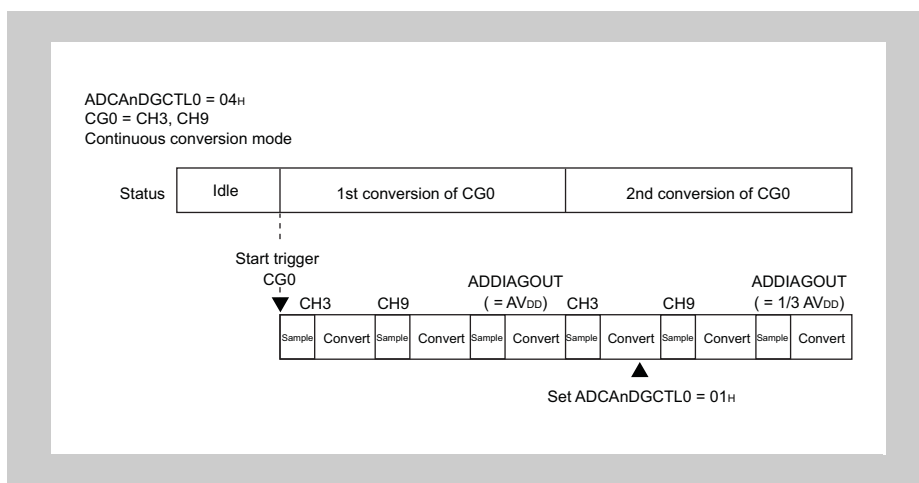 ADCAnDGCTL0 = 04H
CG0 = CH3, CH9
Continuous conversion mode
Status Idle 1st conversion of CG0 2nd conversion of CG0
Start trigger
CG0
ADDIAGOUT ADDIAGOUT
CH3 CH9 ( = AVDD) CH3 CH9 ( = 1/3 AVDD)
Sample Convert Sample Convert Sample Convert Sample Convert Sample Convert Sample Convert
Set ADCAnDGCTL0 = 01H